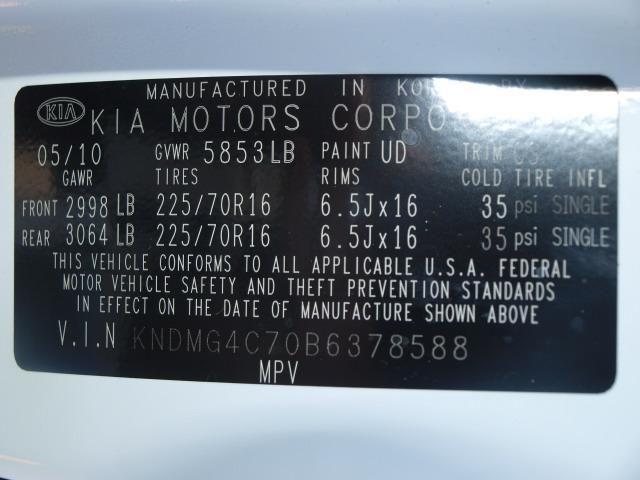 MANUFACTURED IN BY
KIA KIA MOTORS
05/10 GVWR 5853LB PAINT UD TRIM
GAWR TIRES RIMS COLD TIRE INFL
FRONT 2998 LB 225/70R16 6.5Jx16 35 psi SINGLE
REAR 3064 LB 225/70R16 6.5Jx16 35 psi SINGLE
THIS VEHICLE CONFORMS TO ALL APPLICABLE U.S.A. FEDERAL
MOTOR VEHICLE SAFETY AND THEFT PREVENTION STANDARDS
IN EFFECT ON THE DATE OF MANUFACTURE SHOWN ABOVE.
V.I.N KNDMG4C70B6378588
MPV